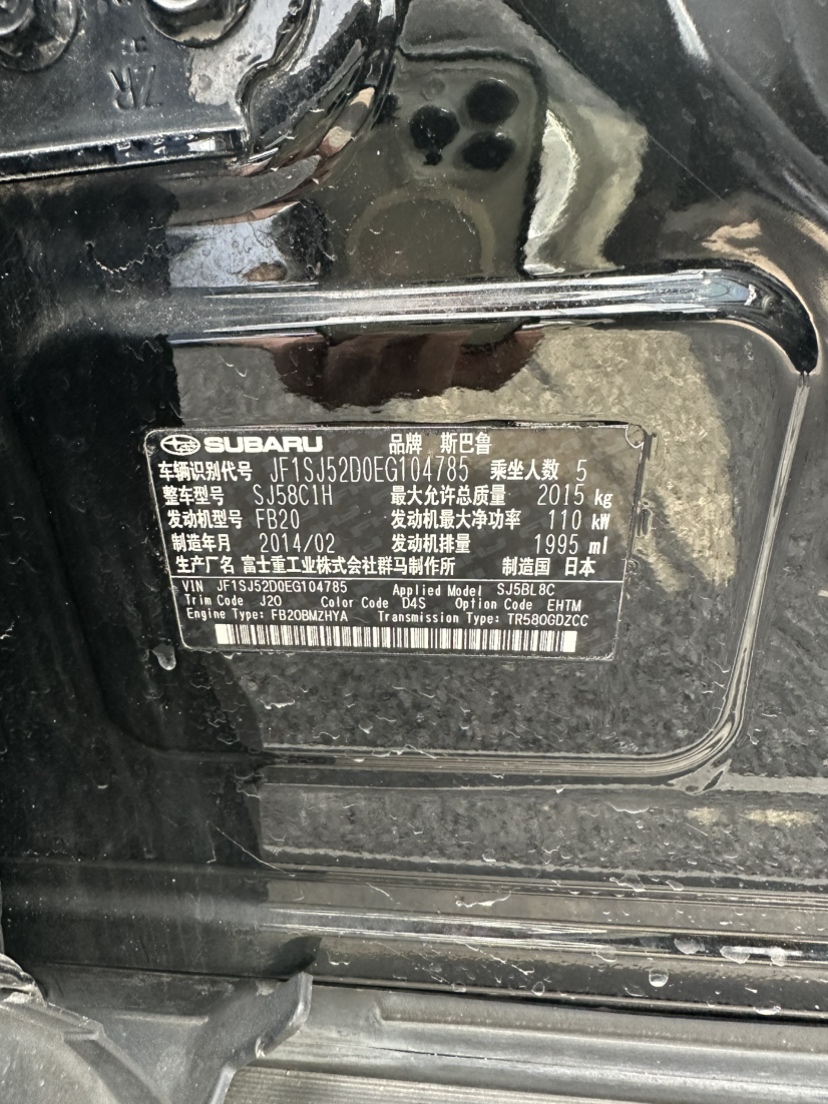 ZR
SUBARU 品牌 斯巴鲁
车辆识别代号 JF1SJ52D0EG104785 乘坐人数 5
整车型号 SJ58C1H 最大允许总质量 2015 kg
发动机型号 FB20 发动机最大净功率 110 kW
制造年月 2014/02 发动机排量 1995 ml
生产厂名 富士重工业株式会社群马制作所 制造国 日本
VIN JF1SJ52D0EG104785 Applied Model SJ5BL8C
Trim Code J20 Color Code D4S Option Code EHTM
Engine Type: FB20BMZHYA Transmission Type: TR580GDZCC